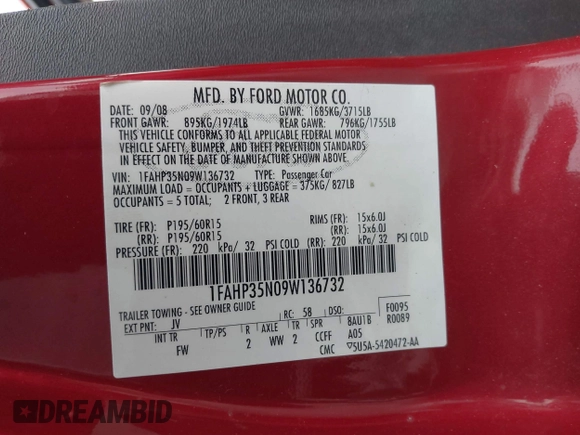 MFD. BY FORD MOTOR CO.
DATE: 09/08 GVWR: 1685KG/3715LB
FRONT GAWR: 895KG/1974LB REAR GAWR: 796KG/1755LB
THIS VEHICLE CONFORMS TO ALL APPLICABLE FEDERAL MOTOR
VEHICLE SAFETY, BUMPER, AND THEFT PREVENTION STANDARDS
IN EFFECT ON THE DATE OF MANUFACTURE SHOWN ABOVE.
VIN: 1FAHP35N09W136732 TYPE: Passenger Car
MAXIMUM LOAD = OCCUPANTS + LUGGAGE = 375KG/827LB
OCCUPANTS = 5 TOTAL; 2 FRONT, 3 REAR
TIRE (FR): P195/60R15 RIMS (FR): 15x6.0J
(RR): P195/60R15 (RR): 15x6.0J
PRESSURE (FR): 220 kPa/ 32 PSI COLD (RR): 220 kPa/ 32 PSI COLD
1FAHP35N09W136732
TRAILER TOWING - SEE OWNER GUIDE
EXT PNT: JV RC: 58 DSO: F0095
INT TR TP/PS R AXLE TR SPR 8AU1B R0089
FW 2 WW 2 CCFF A05
CMC ▽5U5A-5420472-AA
DREAMBID